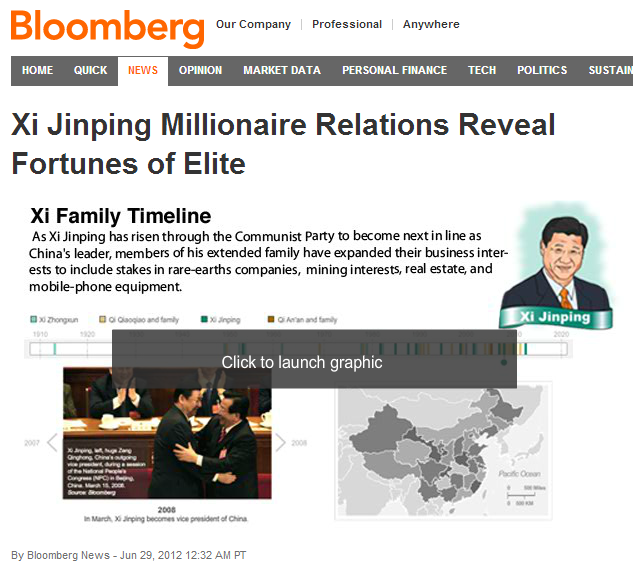 Bloomberg Our Company Professional Anywhere
HOME QUICK NEWS OPINION MARKET DATA PERSONAL FINANCE TECH POLITICS SUSTAIN
Xi Jinping Millionaire Relations Reveal
Fortunes of Elite
Xi Family Timeline
As Xi Jinping has risen through the Communist Party to become next in line as
China's leader, members of his extended family have expanded their business inter-
ests to include stakes in rare-earths companies, mining interests, real estate, and
mobile-phone equipment.
Xi Jinping
Xi Zhongxun Qi Qiaoqiao and family Xi Jinping Qi An'an and family
1910 1920 2020
Click to launch graphic
2007 2008
Xi Jinping, left, hugs Zeng
Qinghong, China's outgoing
vice president, during a session
of the National People's
Congress (NPC) in Beijing,
China, March 15, 2008.
Source: Bloomberg
Pacific Ocean
0 500 Miles
0 500 KM
2008
In March, Xi Jinping becomes vice president of China.
By Bloomberg News - Jun 29, 2012 12:32 AM PT